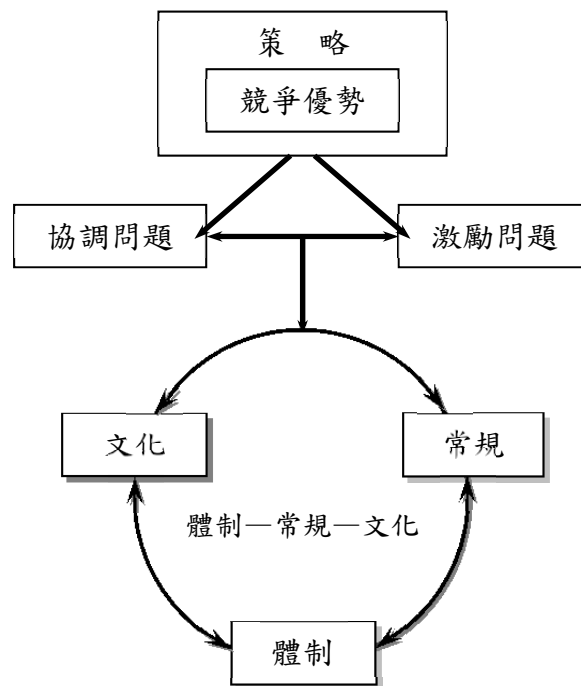 策 略
競爭優勢
協調問題
激勵問題
文化
常規
體制—常規—文化
體制